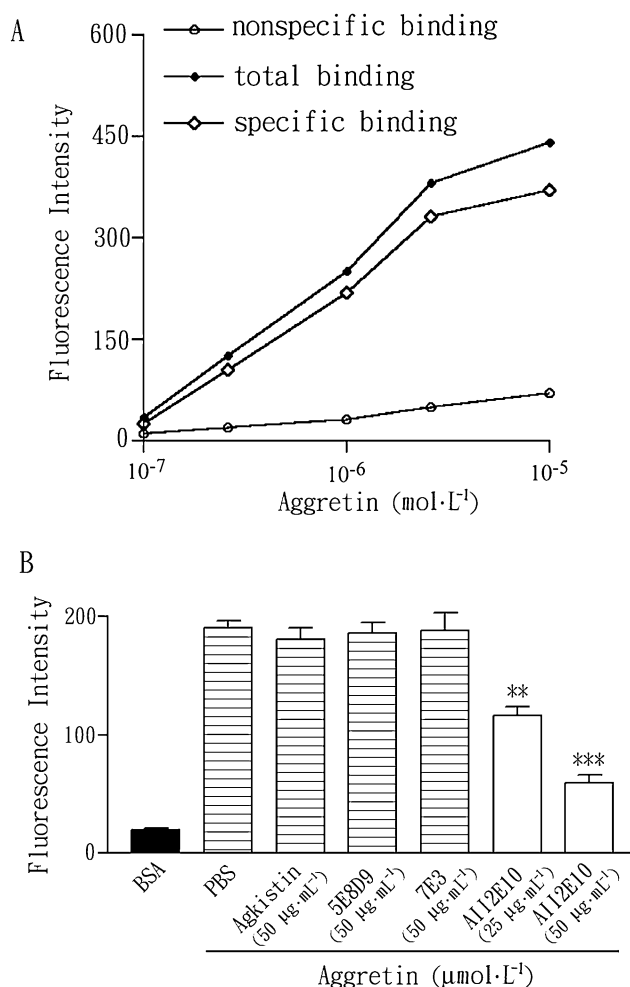 A
600
450
300
150
0
Fluorescence Intensity
nonspecific binding
total binding
specific binding
10⁻⁷
10⁻⁶
10⁻⁵
Aggretin (mol·L⁻¹)
B
200
100
0
Fluorescence Intensity
**
***
BSA
PBS
Agkistin
(50 μg·mL⁻¹)
5E8D9
(50 μg·mL⁻¹)
7E3
(50 μg·mL⁻¹)
AII2E10
(25 μg·mL⁻¹)
AII2E10
(50 μg·mL⁻¹)
Aggretin (μmol·L⁻¹)